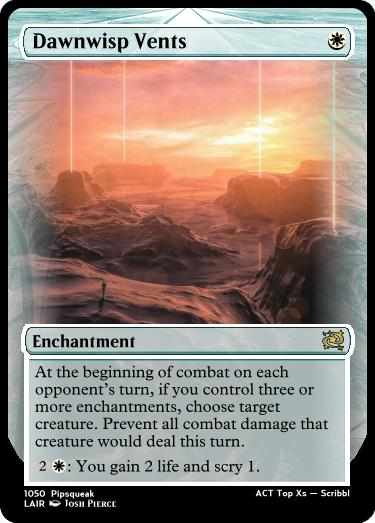 Dawnwisp Vents
Enchantment
At the beginning of combat on each
opponent's turn, if you control three or
more enchantments, choose target
creature. Prevent all combat damage that
creature would deal this turn.
2 : You gain 2 life and scry 1.
1050 Pipsqueak
ACT Top Xs — Scribbl
LAIR Josh Pierce